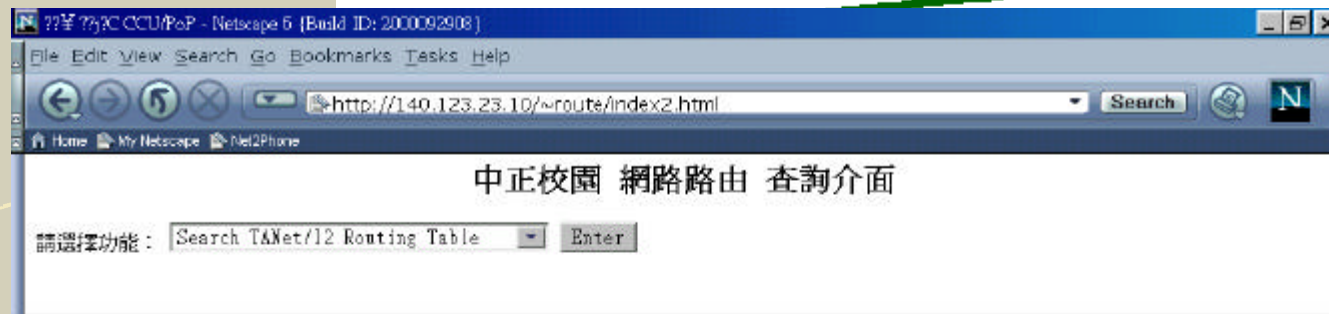 ??¥ ??ʒ?C CCU/PoP - Netscape 6 {Build ID: 2000092908}
File Edit View Search Go Bookmarks Tasks Help
http://140.123.23.10/~route/index2.html Search N
Home My Netscape Net2Phone
中正校園 網路路由 查詢介面
請選擇功能： Search TANet/I2 Routing Table Enter